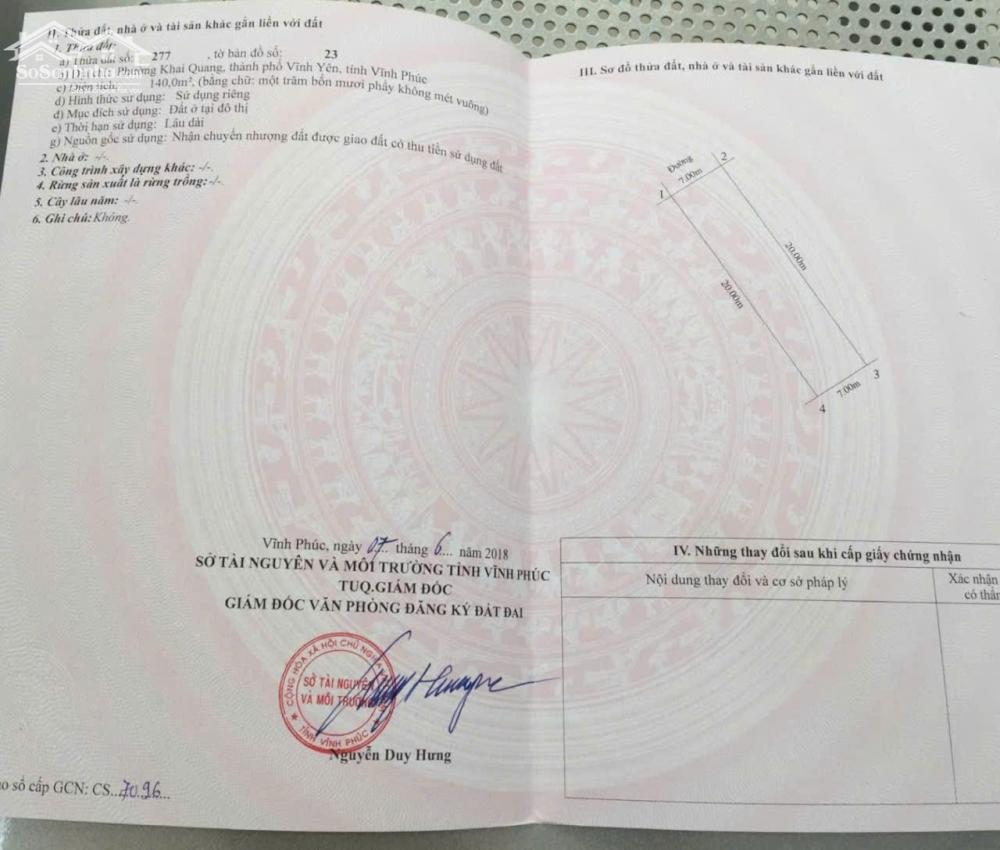 II. Thửa đất, nhà ở và tài sản khác gắn liền với đất
1. Thửa đất:
a) Thửa đất số: 277 , tờ bản đồ số: 23
Phường Khai Quang, thành phố Vĩnh Yên, tỉnh Vĩnh Phúc
c) Diện tích: 140,0m², (bằng chữ: một trăm bốn mươi phẩy không mét vuông)
d) Hình thức sử dụng: Sử dụng riêng
đ) Mục đích sử dụng: Đất ở tại đô thị
e) Thời hạn sử dụng: Lâu dài
g) Nguồn gốc sử dụng: Nhận chuyển nhượng đất được giao đất có thu tiền sử dụng đất
2. Nhà ở: -/-.
3. Công trình xây dựng khác: -/-.
4. Rừng sản xuất là rừng trồng:-/-.
5. Cây lâu năm: -/-.
6. Ghi chú: Không.
Vĩnh Phúc, ngày 07.. tháng 6... năm 2018
SỞ TÀI NGUYÊN VÀ MÔI TRƯỜNG TỈNH VĨNH PHÚC
TUQ.GIÁM ĐỐC
GIÁM ĐỐC VĂN PHÒNG ĐĂNG KÝ ĐẤT ĐAI
CỘNG HÒA XÃ HỘI CHỦ NGHĨA
SỞ TÀI NGUYÊN
VÀ MÔI TRƯỜNG
TỈNH VĨNH PHÚC
Nguyễn Duy Hưng
o sổ cấp GCN: CS...7096...
III. Sơ đồ thửa đất, nhà ở và tài sản khác gắn liền với đất
Đường
2
7.00m
1
20.00m
20.00m
3
7.00m
4
IV. Những thay đổi sau khi cấp giấy chứng nhận
Nội dung thay đổi và cơ sở pháp lý
Xác nhận
có thẩm